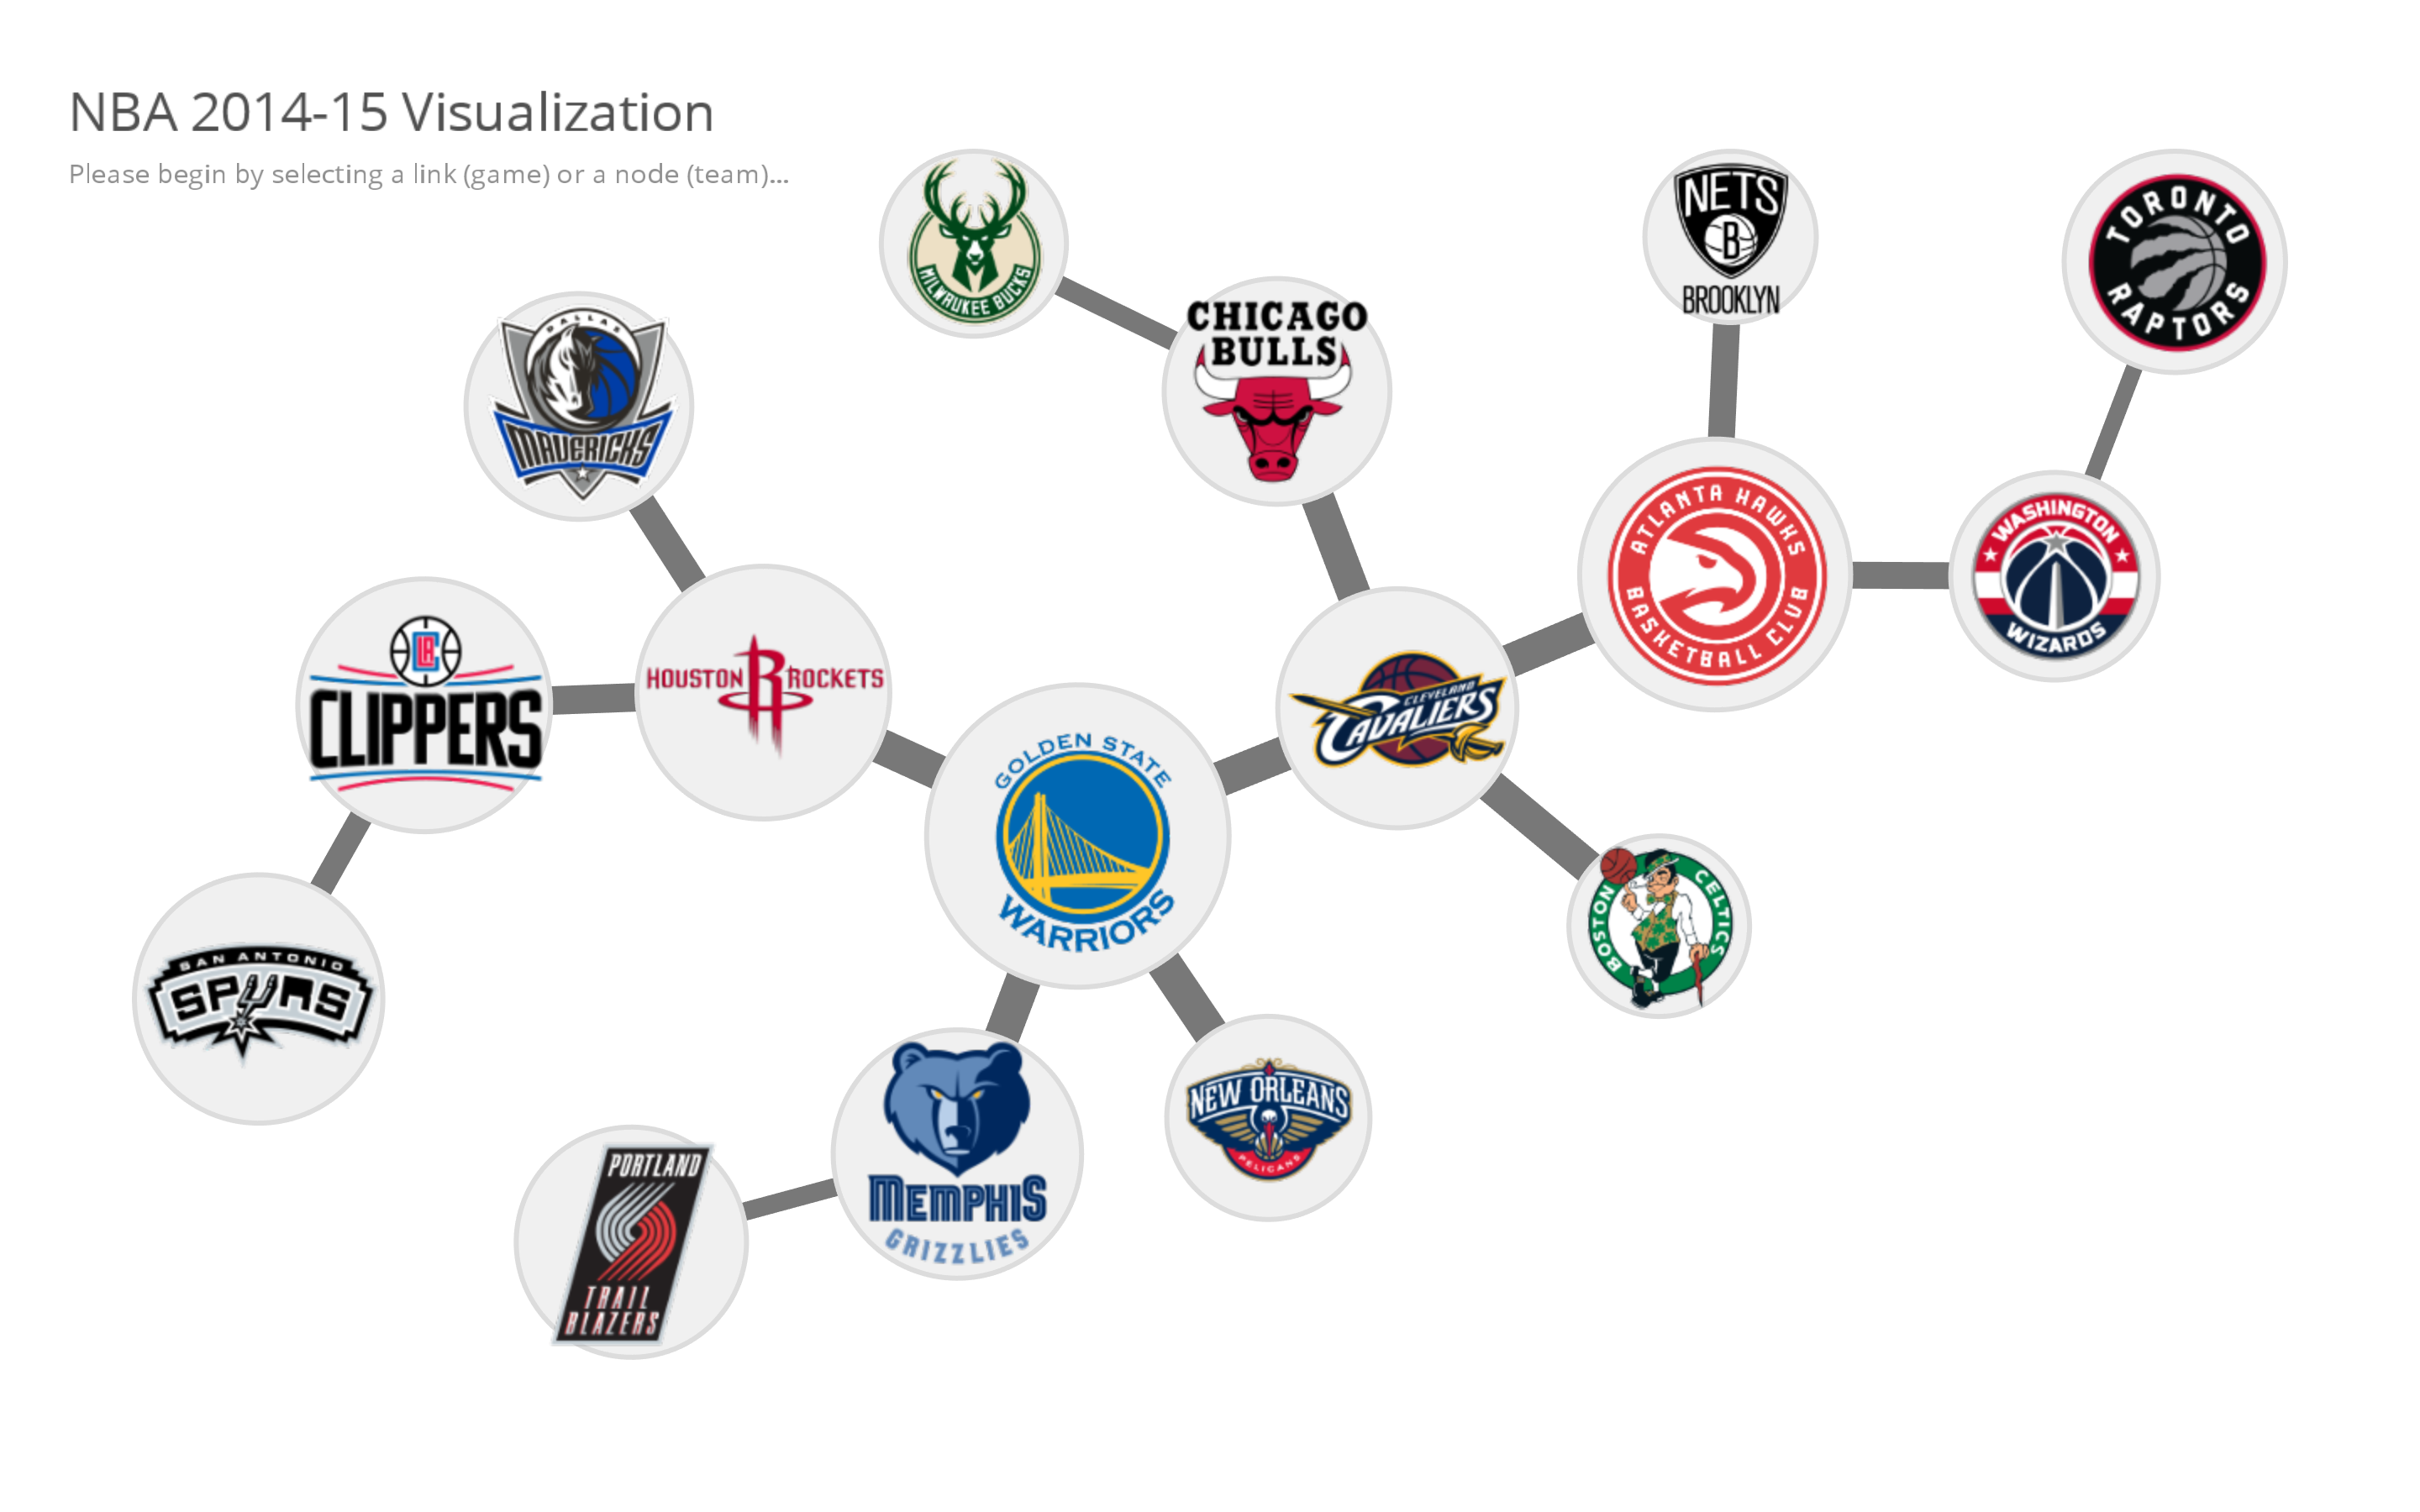 NBA 2014-15 Visualization
Please begin by selecting a link (game) or a node (team)...
MILWAUKEE BUCKS
NETS
B
BROOKLYN
TORONTO
RAPTORS
CHICAGO
BULLS
DALLAS
MAVERICKS
ATLANTA HAWKS
BASKETBALL CLUB
WASHINGTON
WIZARDS
LA
CLIPPERS
HOUSTON R ROCKETS
CLEVELAND
CAVALIERS
GOLDEN STATE
WARRIORS
BOSTON CELTICS
SAN ANTONIO
SPURS
NEW ORLEANS
PELICANS
MEMPHIS
GRIZZLIES
PORTLAND
TRAIL
BLAZERS